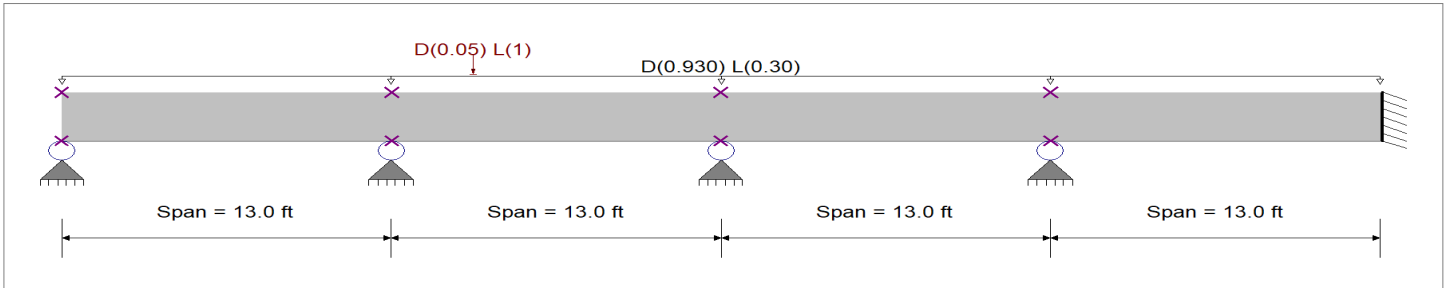 D(0.05) L(1)
D(0.930) L(0.30)
Span = 13.0 ft
Span = 13.0 ft
Span = 13.0 ft
Span = 13.0 ft